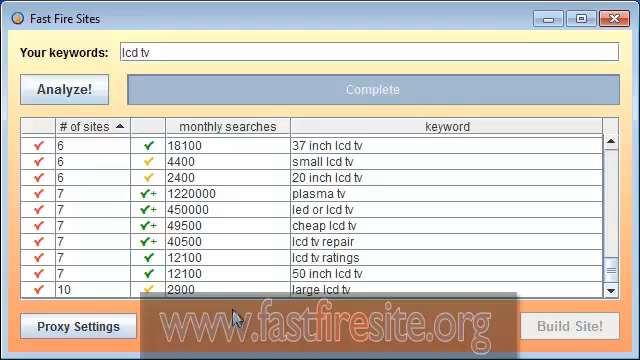 Fast Fire Sites
Your keywords: lcd tv
Analyze! Complete
# of sites monthly searches keyword
6 18100 37 inch lcd tv
6 4400 small lcd tv
6 2400 20 inch lcd tv
7 1220000 plasma tv
7 450000 led or lcd tv
7 49500 cheap lcd tv
7 40500 lcd tv repair
7 12100 lcd tv ratings
7 12100 50 inch lcd tv
10 2900 large lcd tv
Proxy Settings www.fastfiresite.org Build Site!